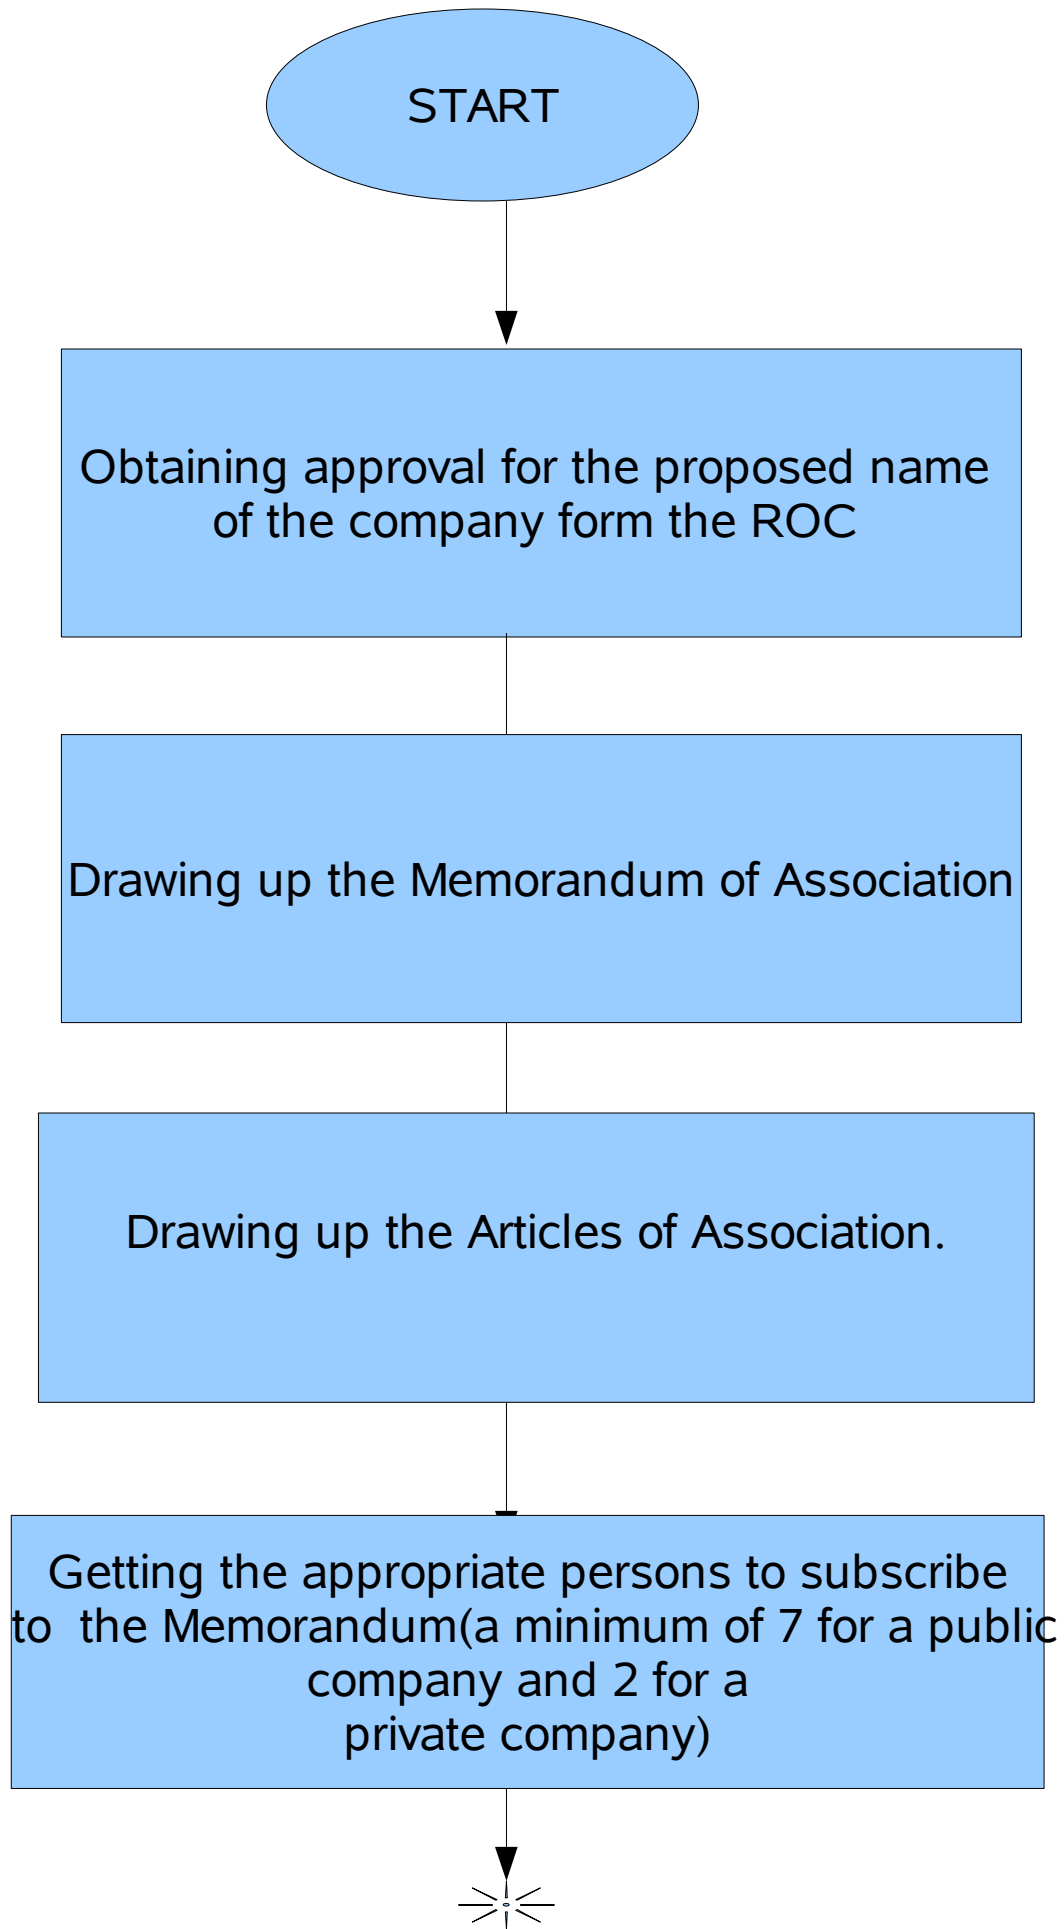 START
Obtaining approval for the proposed name
of the company form the ROC
Drawing up the Memorandum of Association
Drawing up the Articles of Association.
Getting the appropriate persons to subscribe
to  the Memorandum(a minimum of 7 for a public
company and 2 for a
private company)